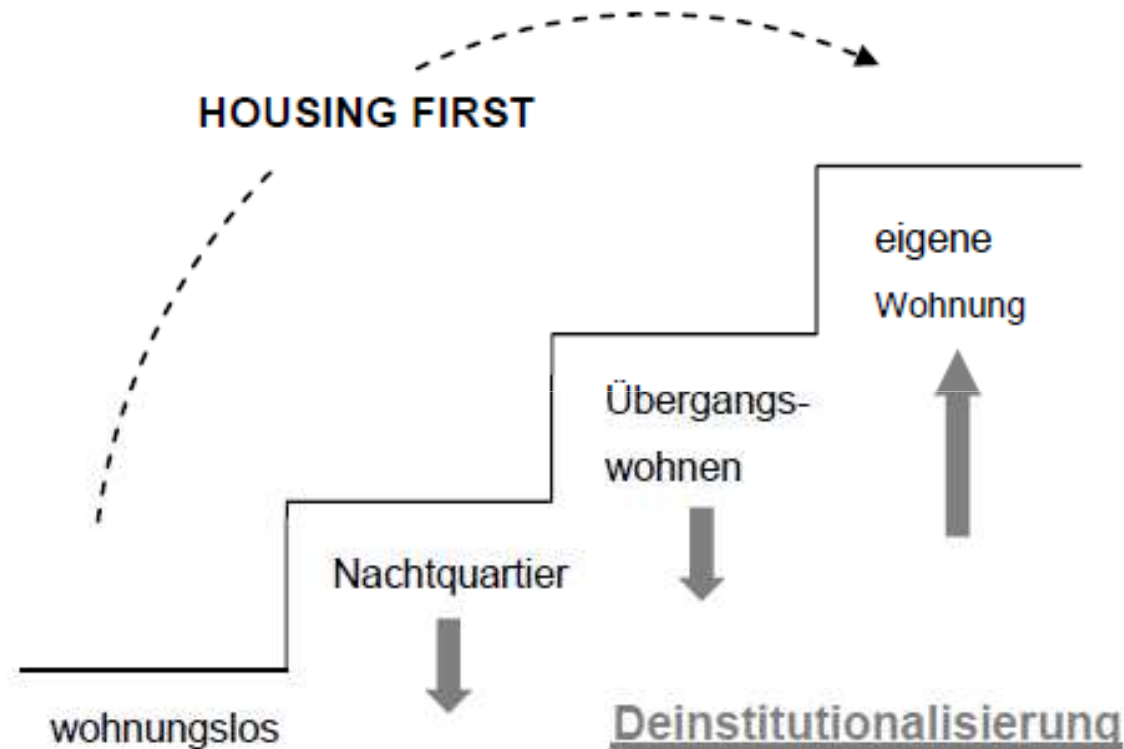 HOUSING FIRST
eigene
Wohnung
Übergangs-
wohnen
Nachtquartier
wohnungslos
Deinstitutionalisierung